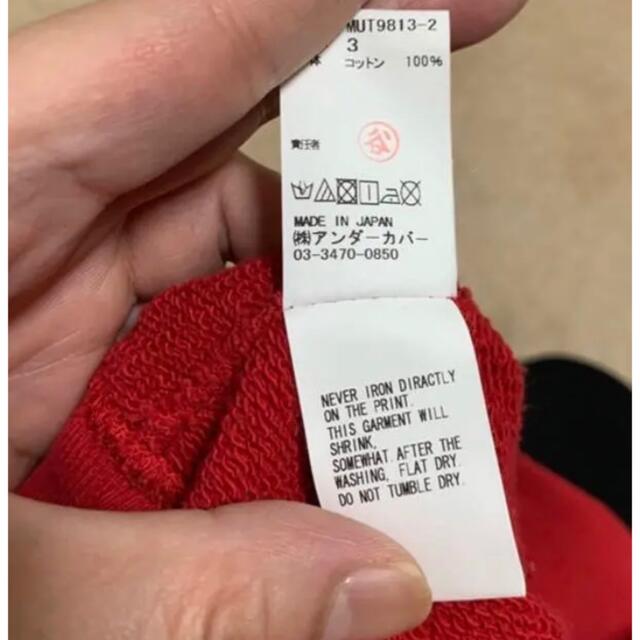 MUT9813-2
3
体 コットン 100%
責任者
谷
MADE IN JAPAN
㈱アンダーカバー
03-3470-0850
NEVER IRON DIRACTLY
ON THE PRINT.
THIS GARMENT WILL
SHRINK.
SOMEWHAT AFTER THE
WASHING, FLAT DRY.
DO NOT TUMBLE DRY.